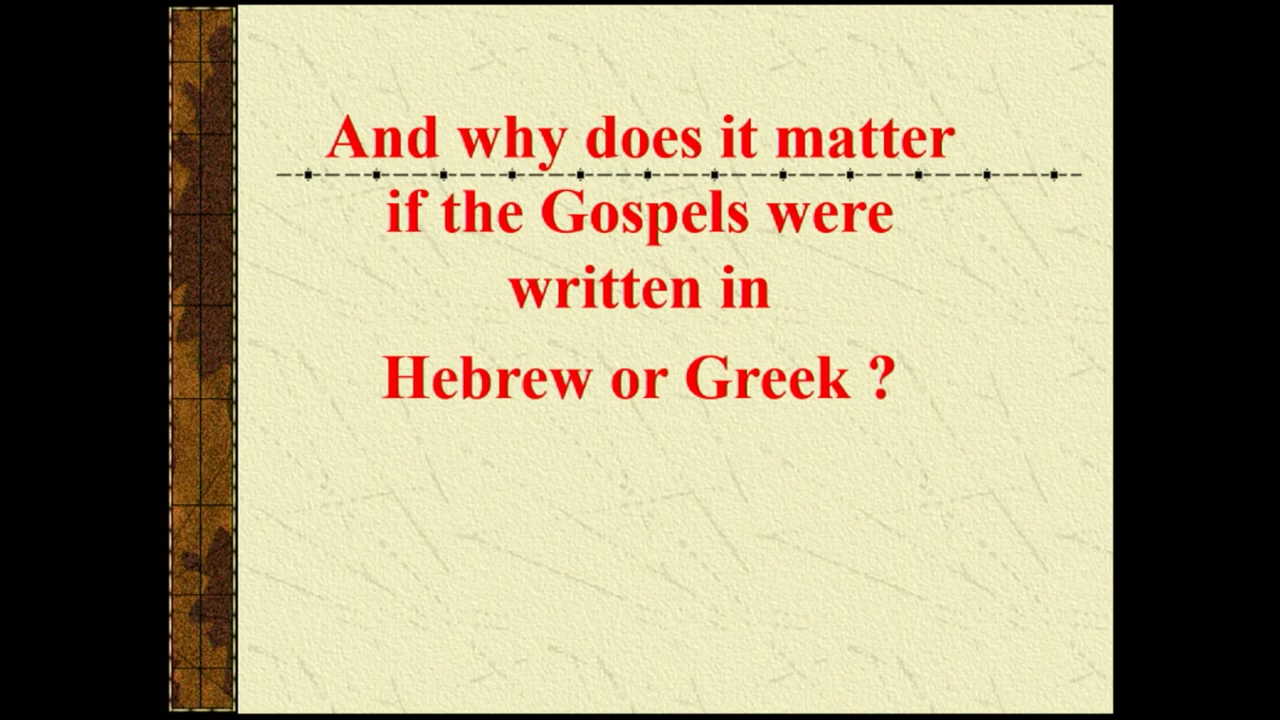 And why does it matter
if the Gospels were
written in
Hebrew or Greek ?